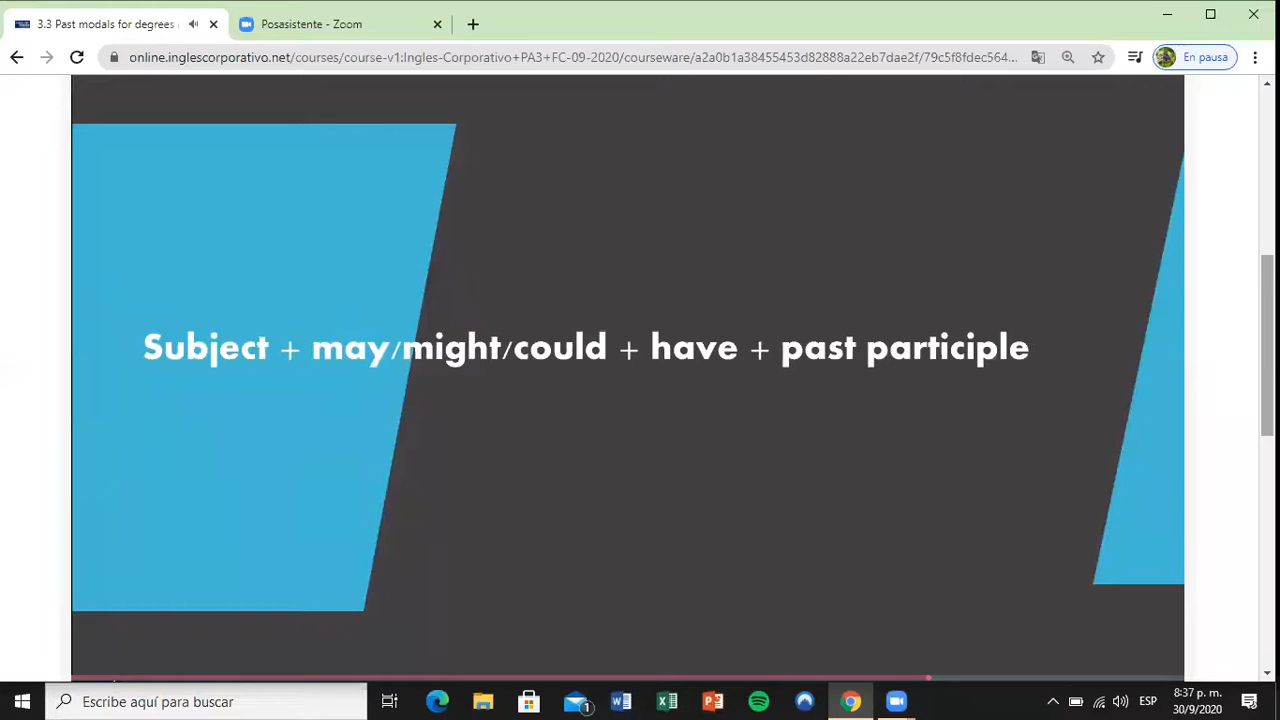 3.3 Past modals for degrees
Posasistente - Zoom
online.inglescorporativo.net/courses/course-v1:Ingles-Corporativo+PA3+FC-09-2020/courseware/a2a0b1a38455453d83888a22eb7dae2f/79c5f8fdec564...
En pausa
Subject + may/might/could + have + past participle
Escribe aquí para buscar
1
ESP
8:37 p. m.
30/9/2020